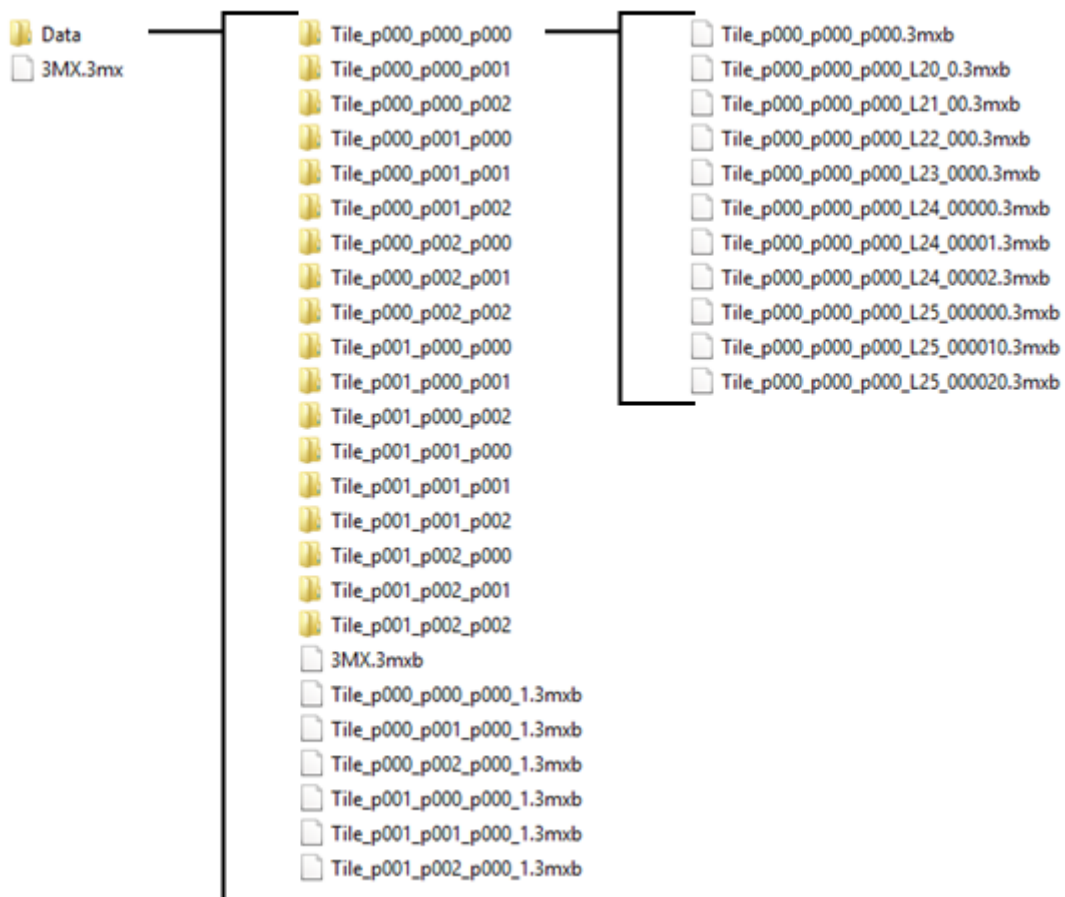 Data
3MX.3mx
Tile_p000_p000_p000
Tile_p000_p000_p001
Tile_p000_p000_p002
Tile_p000_p001_p000
Tile_p000_p001_p001
Tile_p000_p001_p002
Tile_p000_p002_p000
Tile_p000_p002_p001
Tile_p000_p002_p002
Tile_p001_p000_p000
Tile_p001_p000_p001
Tile_p001_p000_p002
Tile_p001_p001_p000
Tile_p001_p001_p001
Tile_p001_p001_p002
Tile_p001_p002_p000
Tile_p001_p002_p001
Tile_p001_p002_p002
3MX.3mxb
Tile_p000_p000_p000_1.3mxb
Tile_p000_p001_p000_1.3mxb
Tile_p000_p002_p000_1.3mxb
Tile_p001_p000_p000_1.3mxb
Tile_p001_p001_p000_1.3mxb
Tile_p001_p002_p000_1.3mxb
Tile_p000_p000_p000.3mxb
Tile_p000_p000_p000_L20_0.3mxb
Tile_p000_p000_p000_L21_00.3mxb
Tile_p000_p000_p000_L22_000.3mxb
Tile_p000_p000_p000_L23_0000.3mxb
Tile_p000_p000_p000_L24_00000.3mxb
Tile_p000_p000_p000_L24_00001.3mxb
Tile_p000_p000_p000_L24_00002.3mxb
Tile_p000_p000_p000_L25_000000.3mxb
Tile_p000_p000_p000_L25_000010.3mxb
Tile_p000_p000_p000_L25_000020.3mxb